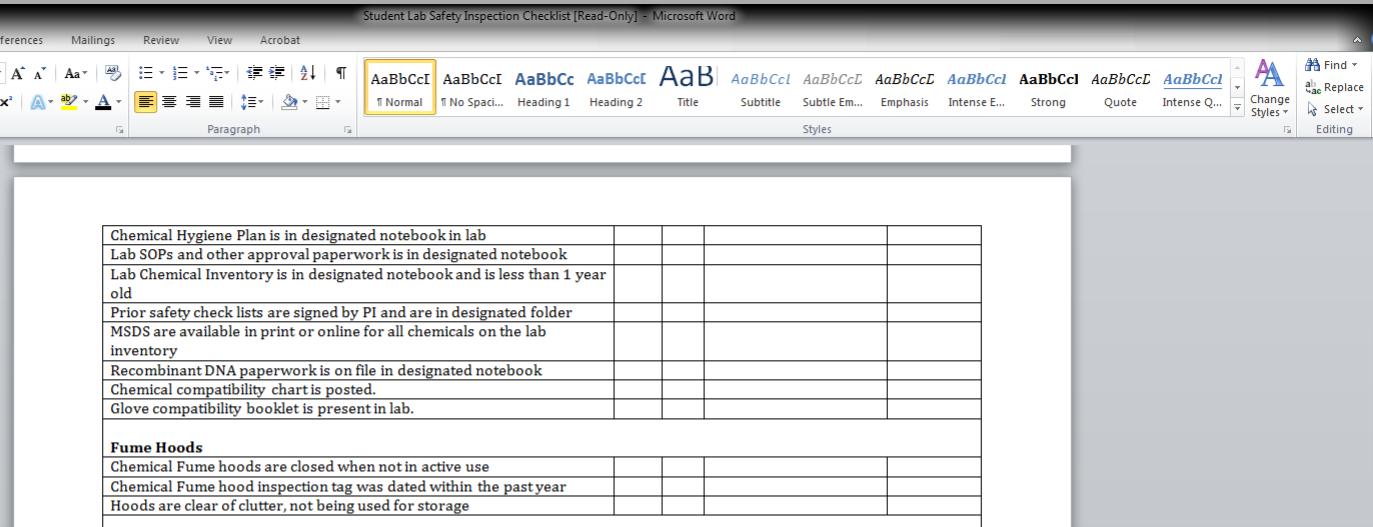 Student Lab Safety Inspection Checklist [Read-Only] - Microsoft Word
ferences Mailings Review View Acrobat
Aa
AaBbCcI AaBbCcI AaBbCc AaBbCcI AaB AaBbCcI AaBbCcD AaBbCcD AaBbCcI AaBbCcI AaBbCcD AaBbCcI
¶ Normal ¶ No Spaci... Heading 1 Heading 2 Title Subtitle Subtle Em... Emphasis Intense E... Strong Quote Intense Q...
Change Styles
Find
Replace
Select
Paragraph Styles Editing
Chemical Hygiene Plan is in designated notebook in lab
Lab SOPs and other approval paperwork is in designated notebook
Lab Chemical Inventory is in designated notebook and is less than 1 year
old
Prior safety check lists are signed by PI and are in designated folder
MSDS are available in print or online for all chemicals on the lab
inventory
Recombinant DNA paperwork is on file in designated notebook
Chemical compatibility chart is posted.
Glove compatibility booklet is present in lab.
Fume Hoods
Chemical Fume hoods are closed when not in active use
Chemical Fume hood inspection tag was dated within the past year
Hoods are clear of clutter, not being used for storage